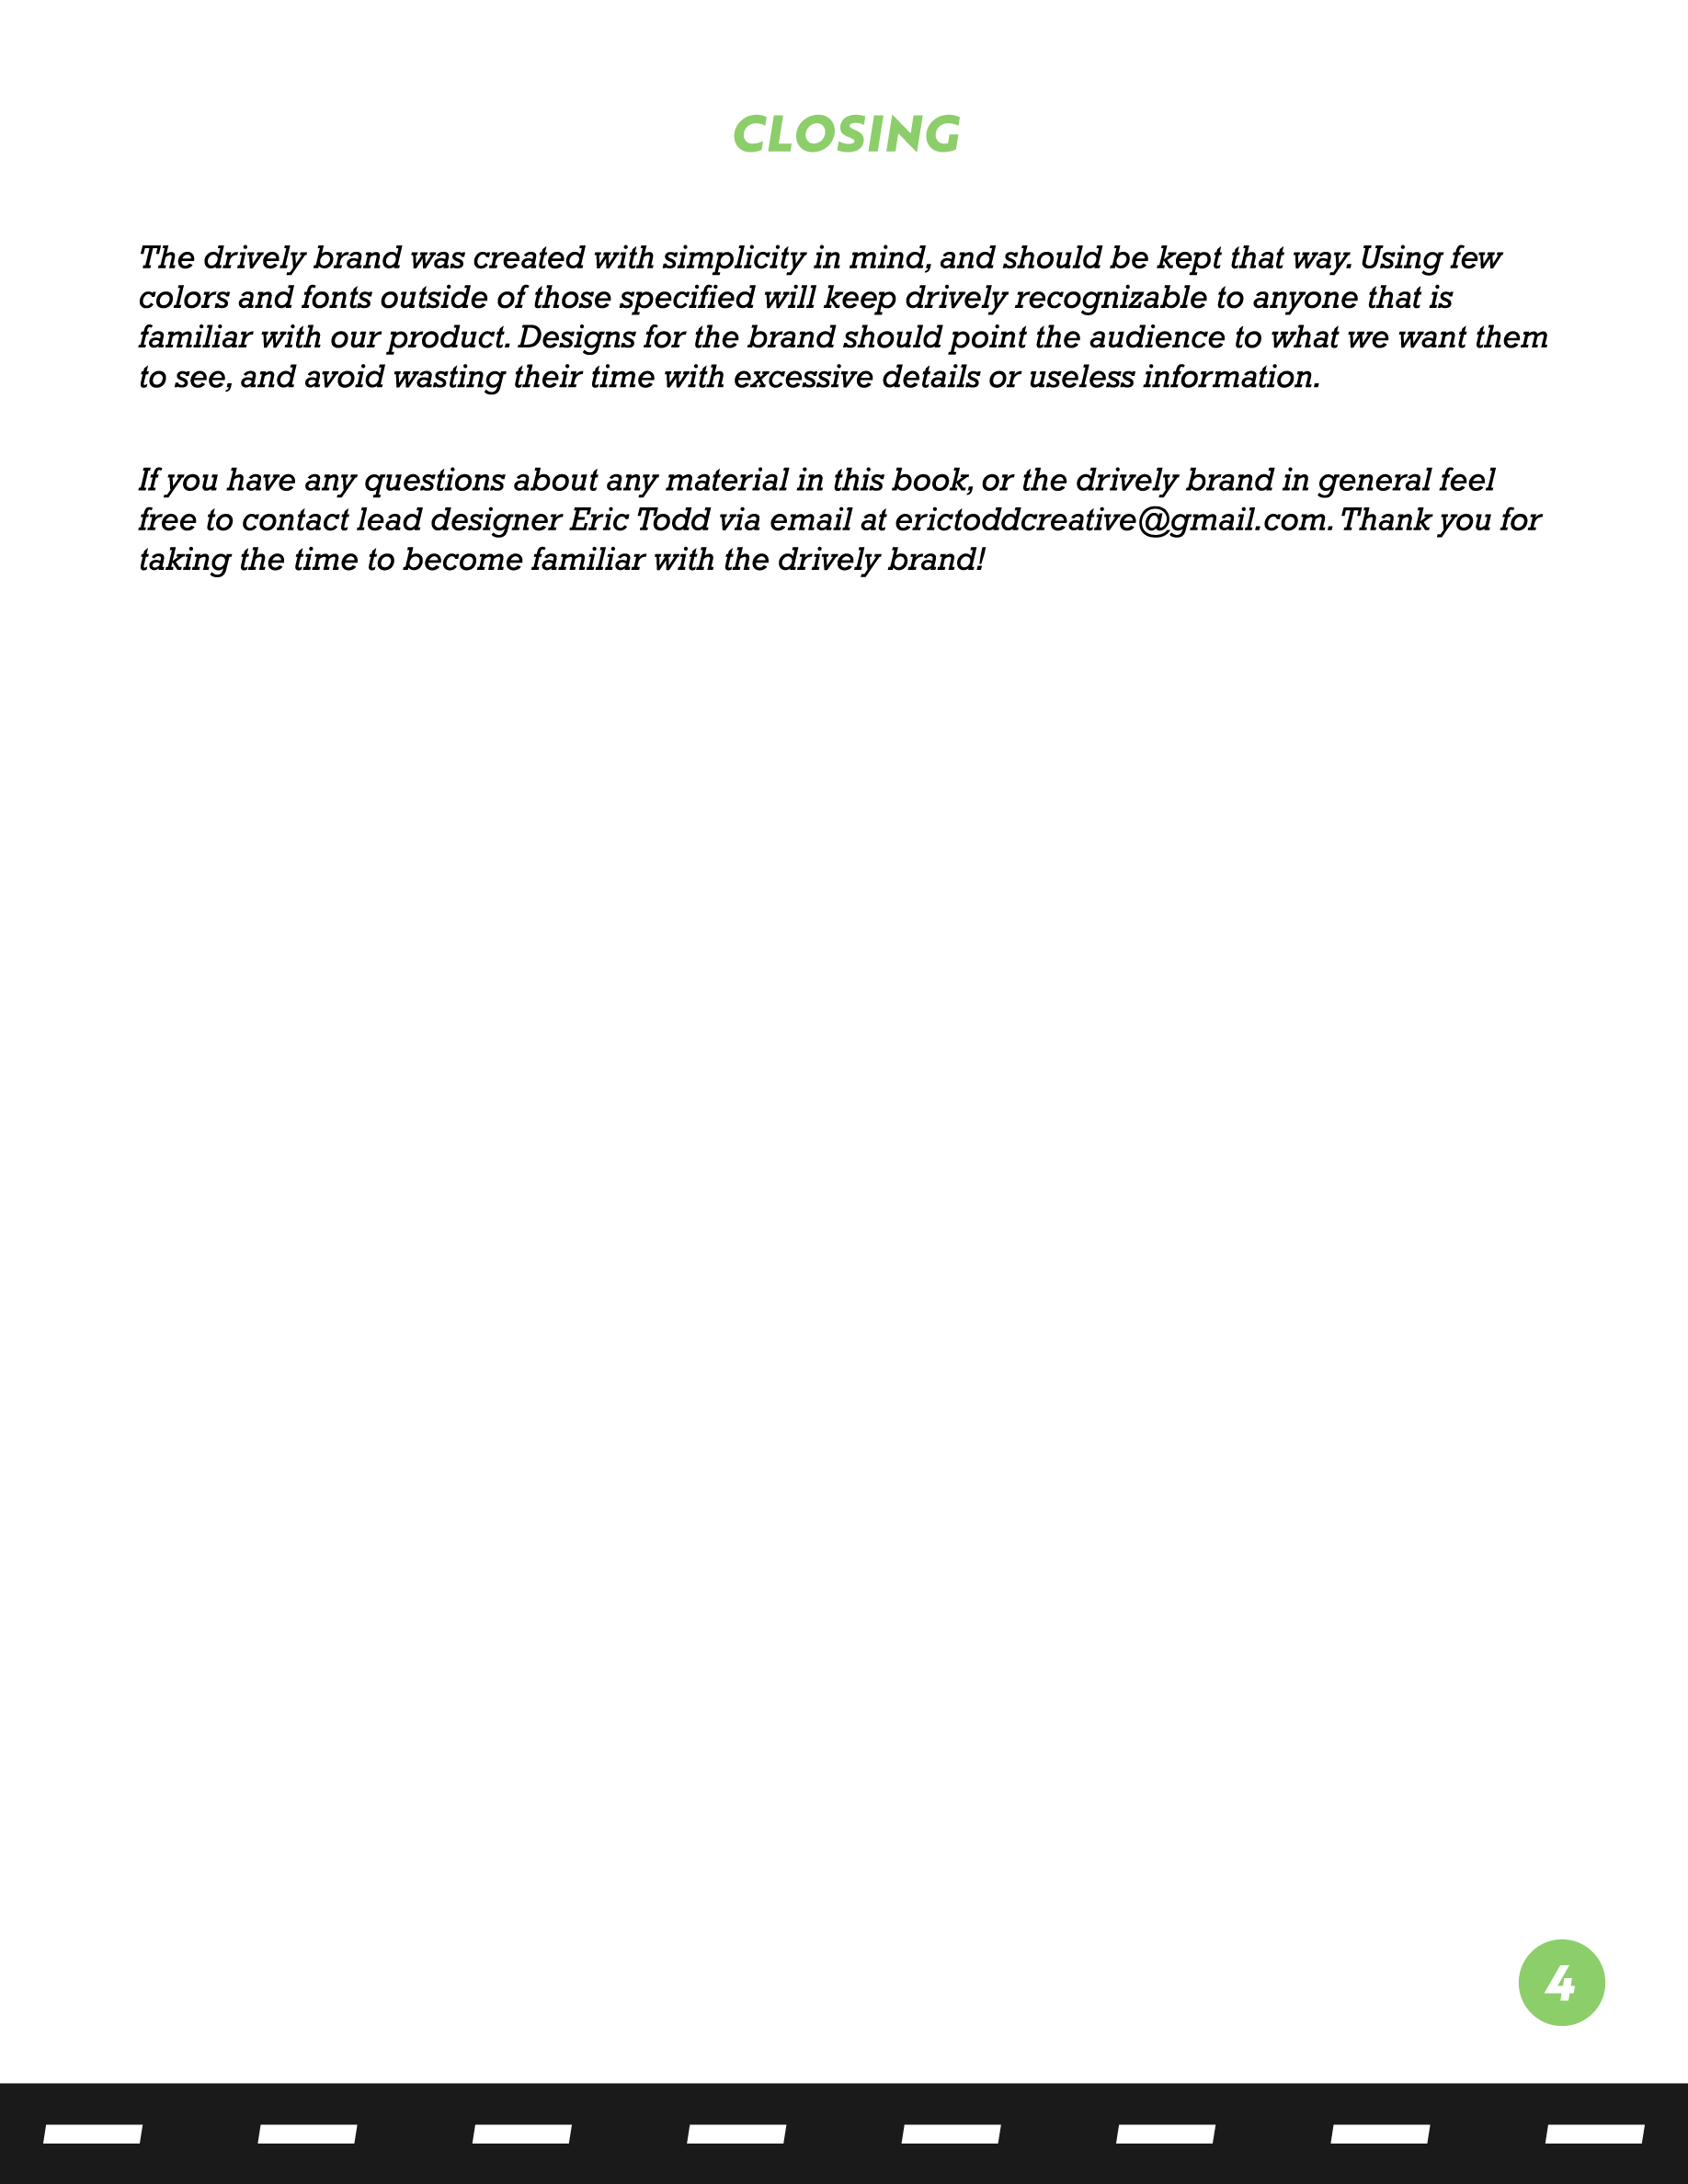 CLOSING
The drively brand was created with simplicity in mind, and should be kept that way. Using few
colors and fonts outside of those specified will keep drively recognizable to anyone that is
familiar with our product. Designs for the brand should point the audience to what we want them
to see, and avoid wasting their time with excessive details or useless information.
If you have any questions about any material in this book, or the drively brand in general feel
free to contact lead designer Eric Todd via email at erictoddcreative@gmail.com. Thank you for
taking the time to become familiar with the drively brand!
4